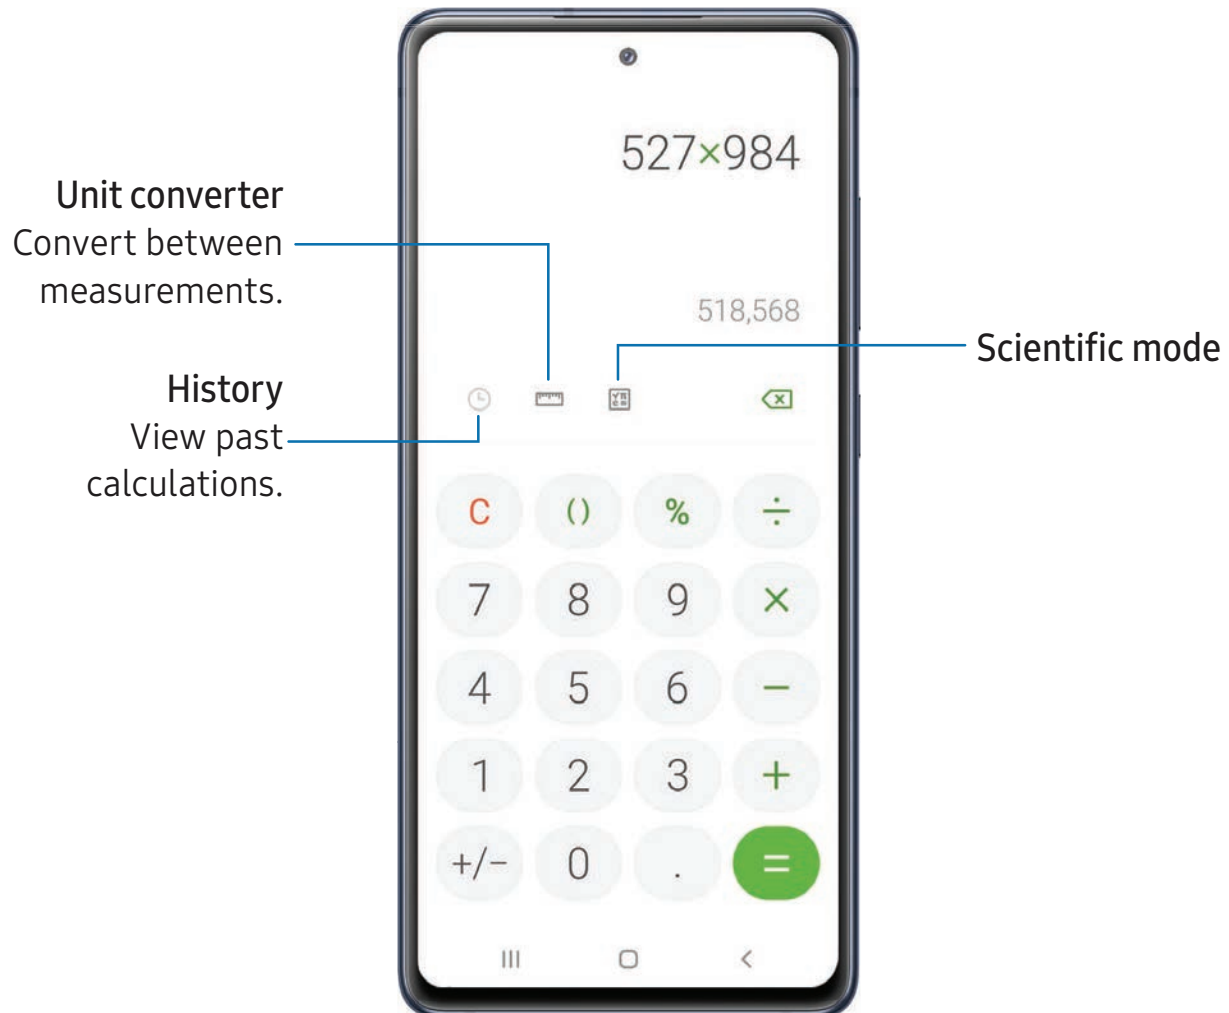 527×984
Unit converter
Convert between
measurements.
518,568
Scientific mode
History
View past
calculations.
C () % ÷
7 8 9 ×
4 5 6 −
1 2 3 +
+/− 0 . =